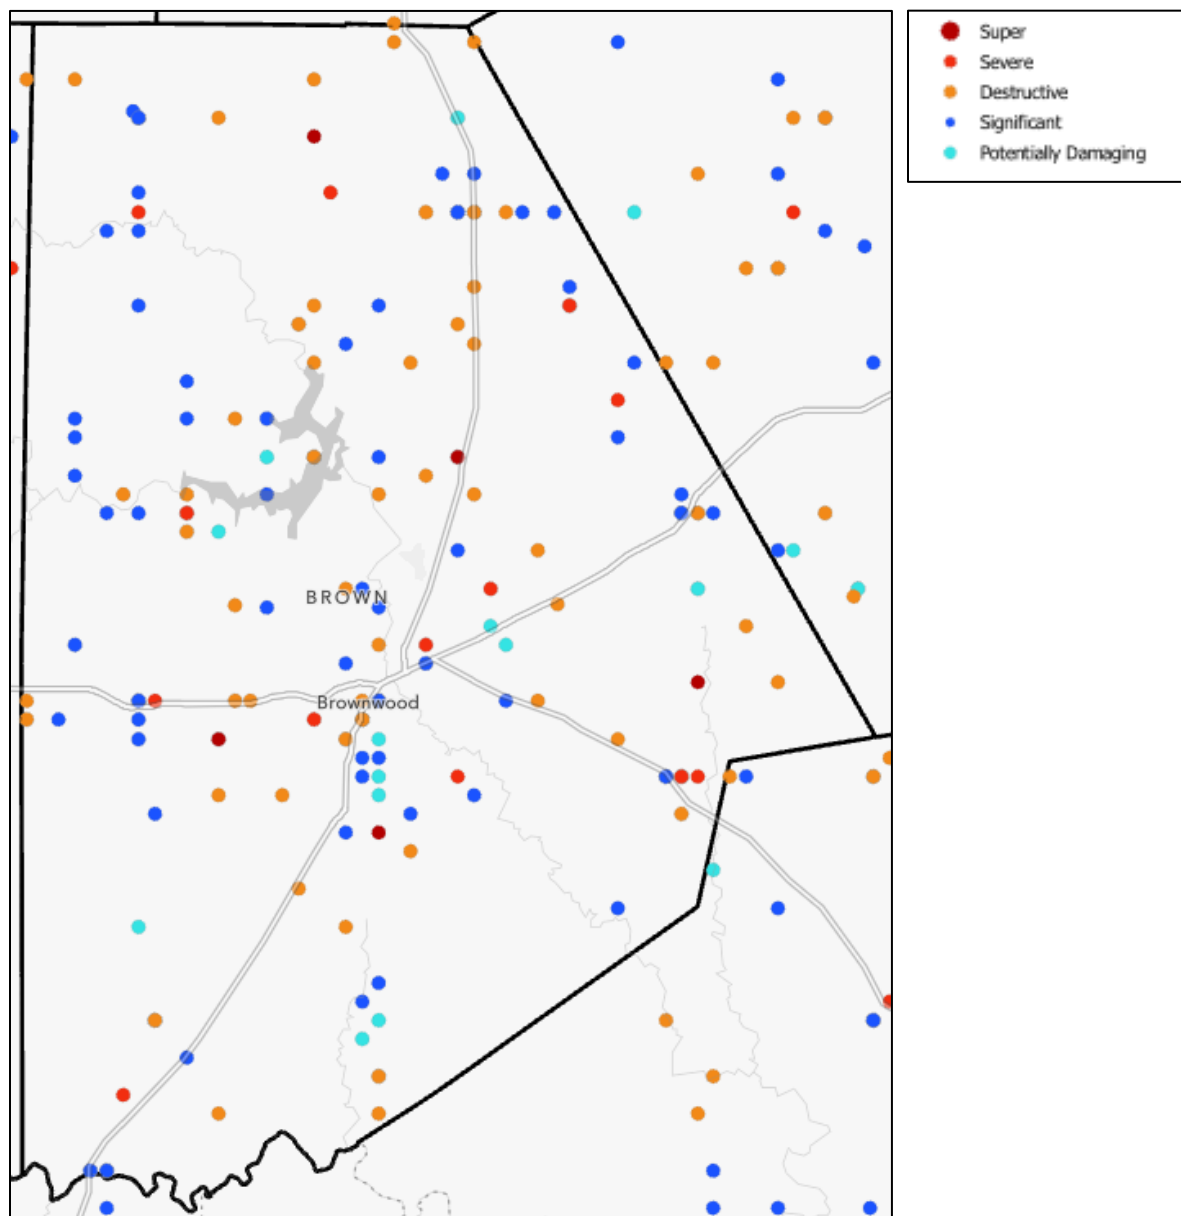 Super
Severe
Destructive
Significant
Potentially Damaging
BROWN
Brownwood